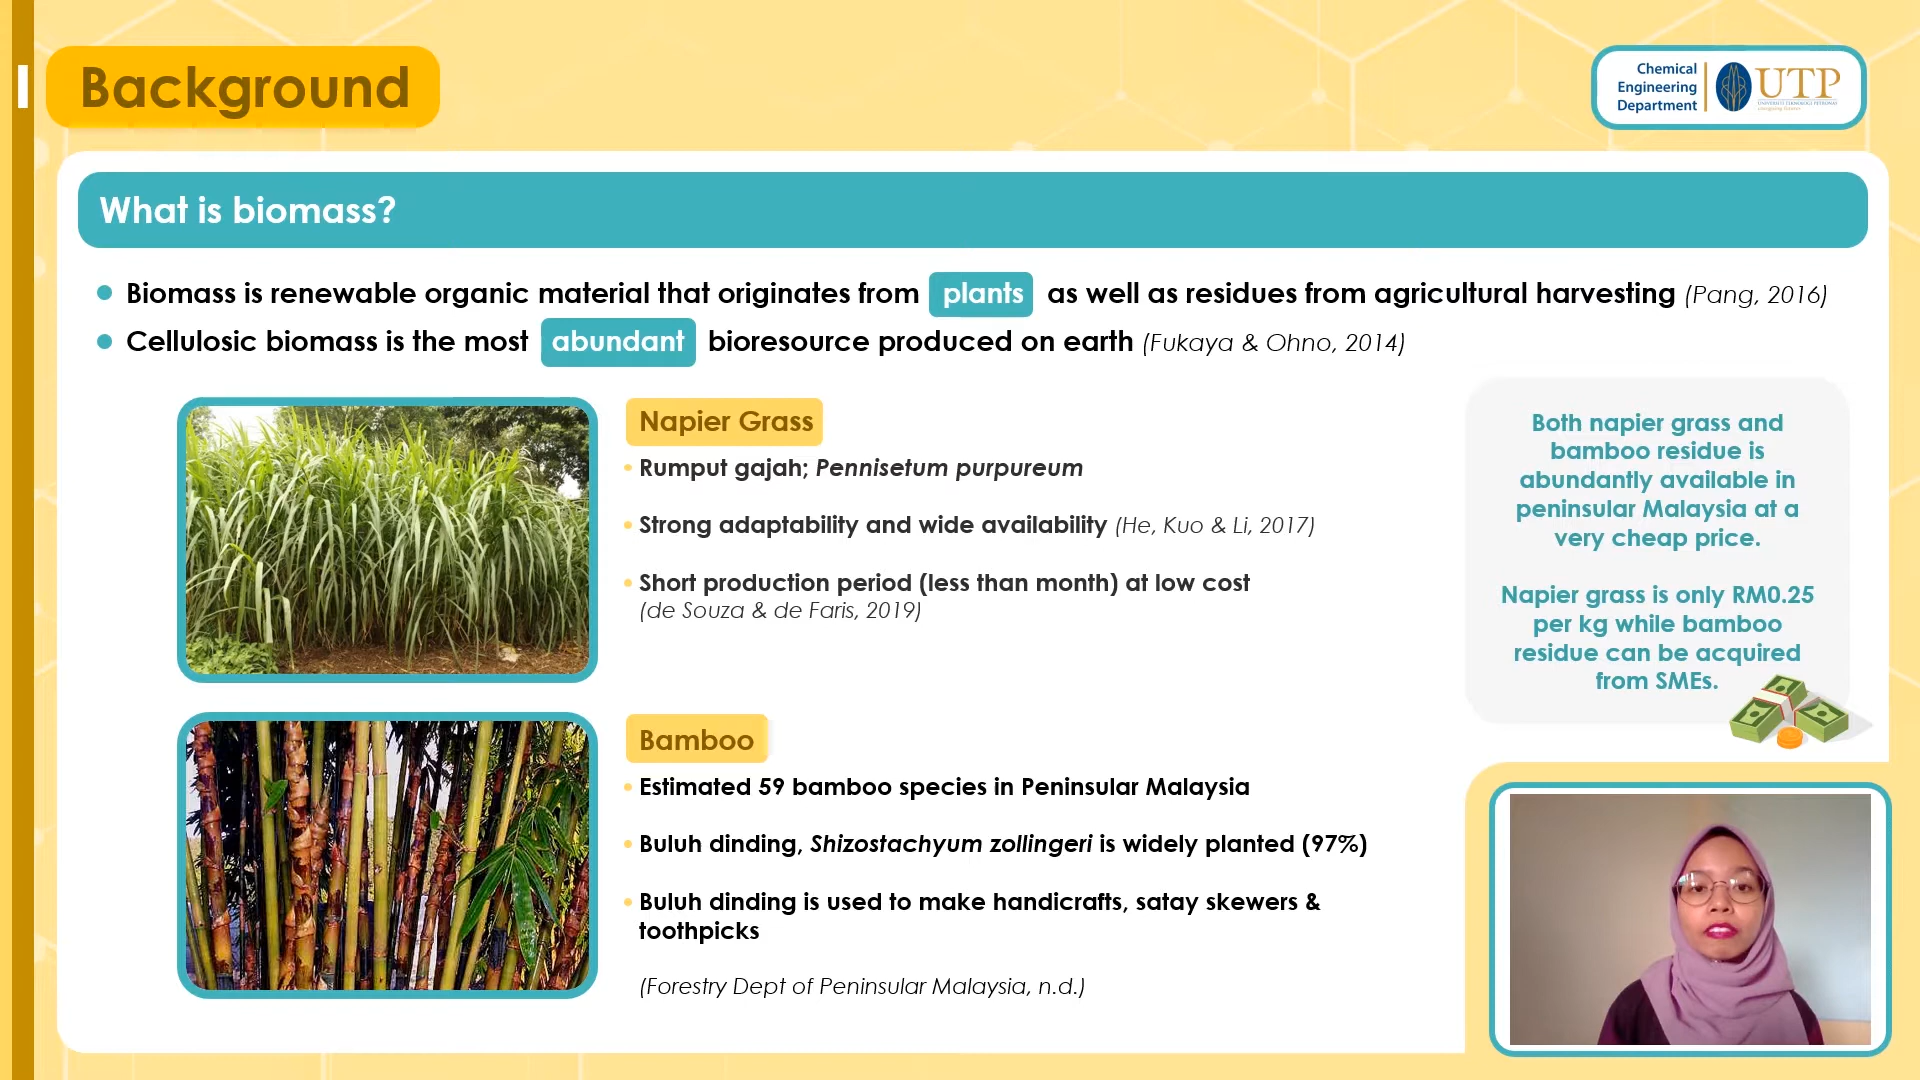 Background
Chemical
Engineering
Department
UTP
UNIVERSITI TEKNOLOGI PETRONAS
What is biomass?
Biomass is renewable organic material that originates from plants as well as residues from agricultural harvesting (Pang, 2016)
Cellulosic biomass is the most abundant bioresource produced on earth (Fukaya & Ohno, 2014)
Napier Grass
Rumput gajah; Pennisetum purpureum
Strong adaptability and wide availability (He, Kuo & Li, 2017)
Short production period (less than month) at low cost
(de Souza & de Faris, 2019)
Both napier grass and
bamboo residue is
abundantly available in
peninsular Malaysia at a
very cheap price.
Napier grass is only RM0.25
per kg while bamboo
residue can be acquired
from SMEs.
Bamboo
Estimated 59 bamboo species in Peninsular Malaysia
Buluh dinding, Shizostachyum zollingeri is widely planted (97%)
Buluh dinding is used to make handicrafts, satay skewers &
toothpicks
(Forestry Dept of Peninsular Malaysia, n.d.)